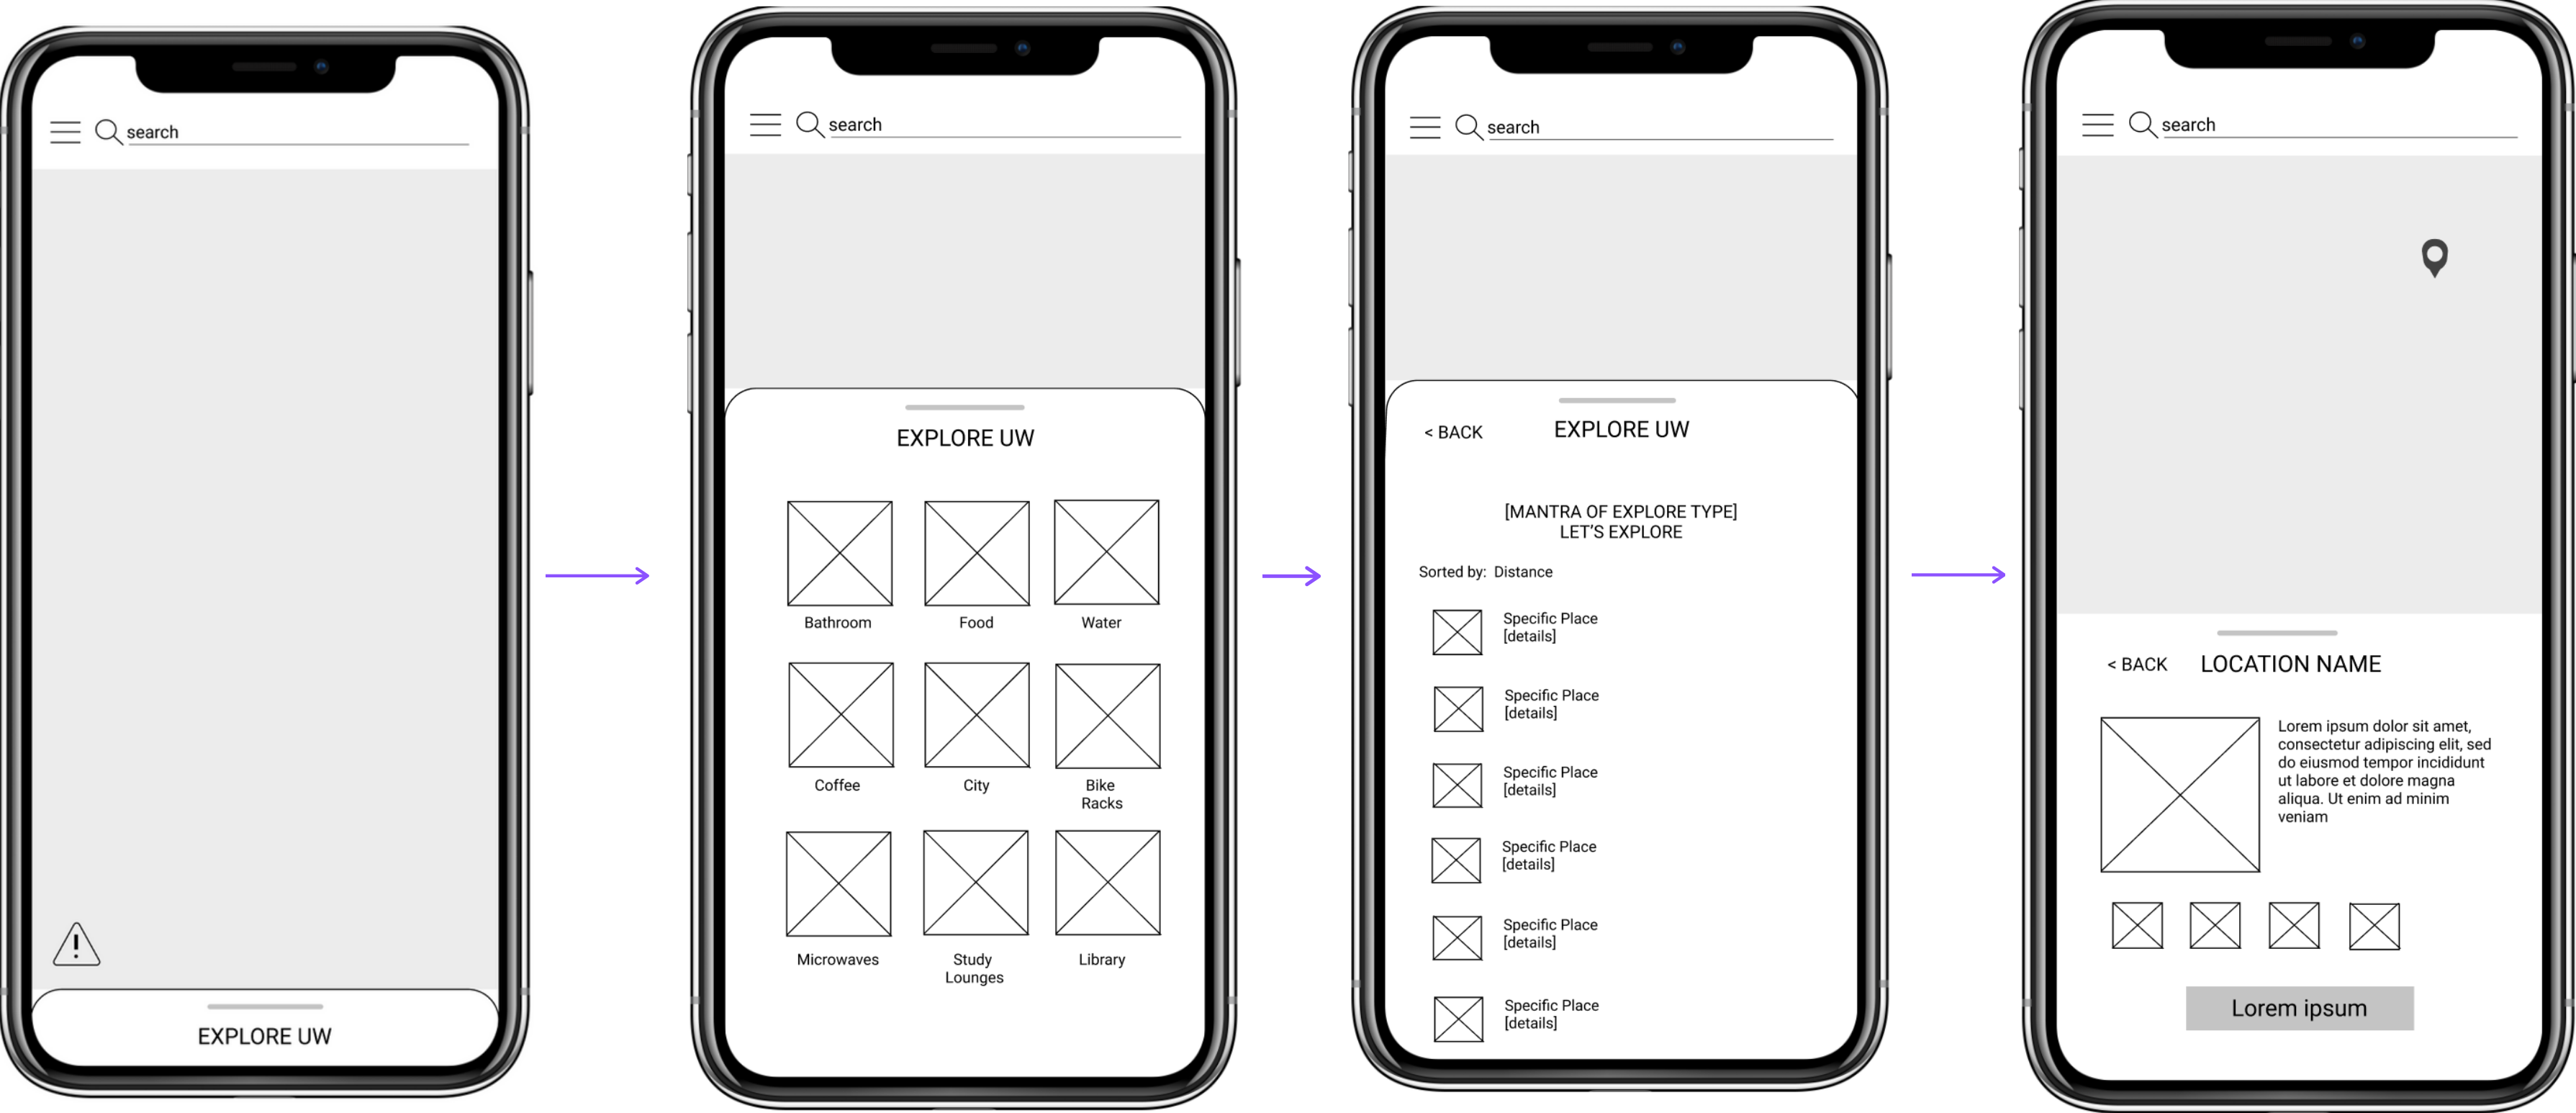 search
EXPLORE UW
search
EXPLORE UW
Bathroom
Food
Water
Coffee
City
Bike
Racks
Microwaves
Study
Lounges
Library
search
< BACK
EXPLORE UW
[MANTRA OF EXPLORE TYPE]
LET'S EXPLORE
Sorted by: Distance
Specific Place
[details]
Specific Place
[details]
Specific Place
[details]
Specific Place
[details]
Specific Place
[details]
Specific Place
[details]
search
< BACK
LOCATION NAME
Lorem ipsum dolor sit amet,
consectetur adipiscing elit, sed
do eiusmod tempor incididunt
ut labore et dolore magna
aliqua. Ut enim ad minim
veniam
Lorem ipsum